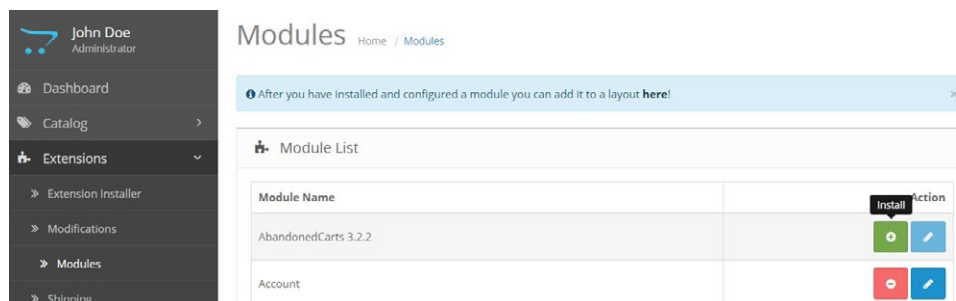 John Doe
Administrator
Dashboard
Catalog
Extensions
Extension Installer
Modifications
Modules
Shipping
Modules Home / Modules
After you have installed and configured a module you can add it to a layout here!
Module List
Module Name Action
Install
AbandonedCarts 3.2.2
Account